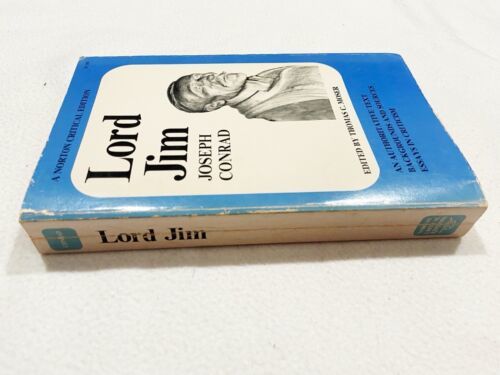 A NORTON CRITICAL EDITION
Lord
Jim
JOSEPH
CONRAD
EDITED BY THOMAS C. MOSER
AN AUTHORITATIVE TEXT
BACKGROUNDS AND SOURCES
ESSAYS IN CRITICISM
Lord Jim